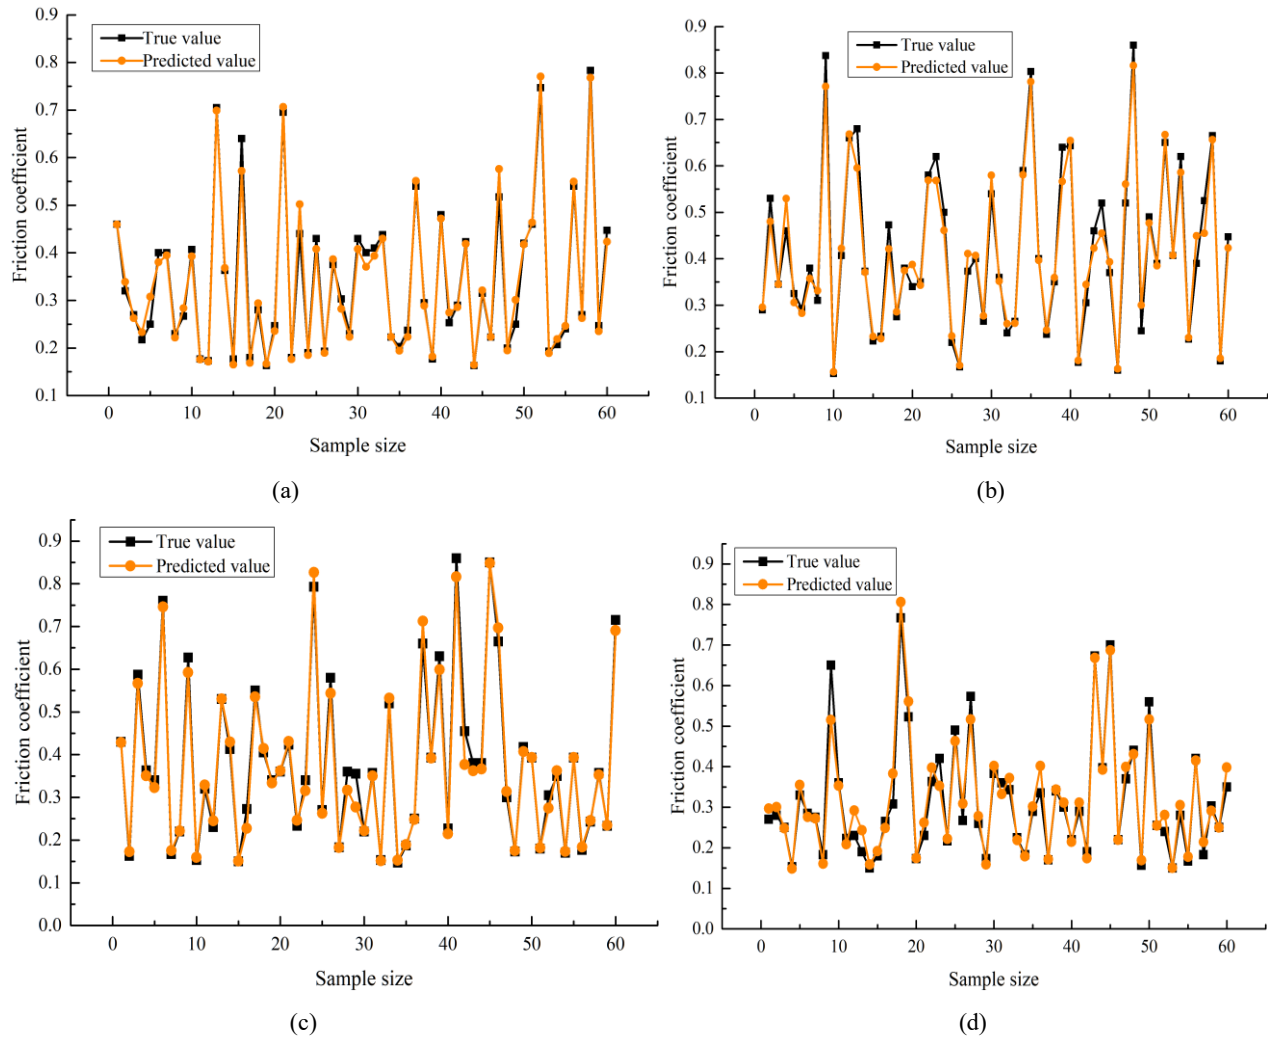 True value
Predicted value
0.9
0.8
0.7
0.6
0.5
0.4
0.3
0.2
0.1
Friction coefficient
0 10 20 30 40 50 60
Sample size
(a)
True value
Predicted value
0.9
0.8
0.7
0.6
0.5
0.4
0.3
0.2
0.1
Friction coefficient
0 10 20 30 40 50 60
Sample size
(b)
True value
Predicted value
0.9
0.8
0.7
0.6
0.5
0.4
0.3
0.2
0.1
0.0
Friction coefficient
0 10 20 30 40 50 60
Sample size
(c)
True value
Predicted value
0.9
0.8
0.7
0.6
0.5
0.4
0.3
0.2
0.1
0.0
Friction coefficient
0 10 20 30 40 50 60
Sample size
(d)